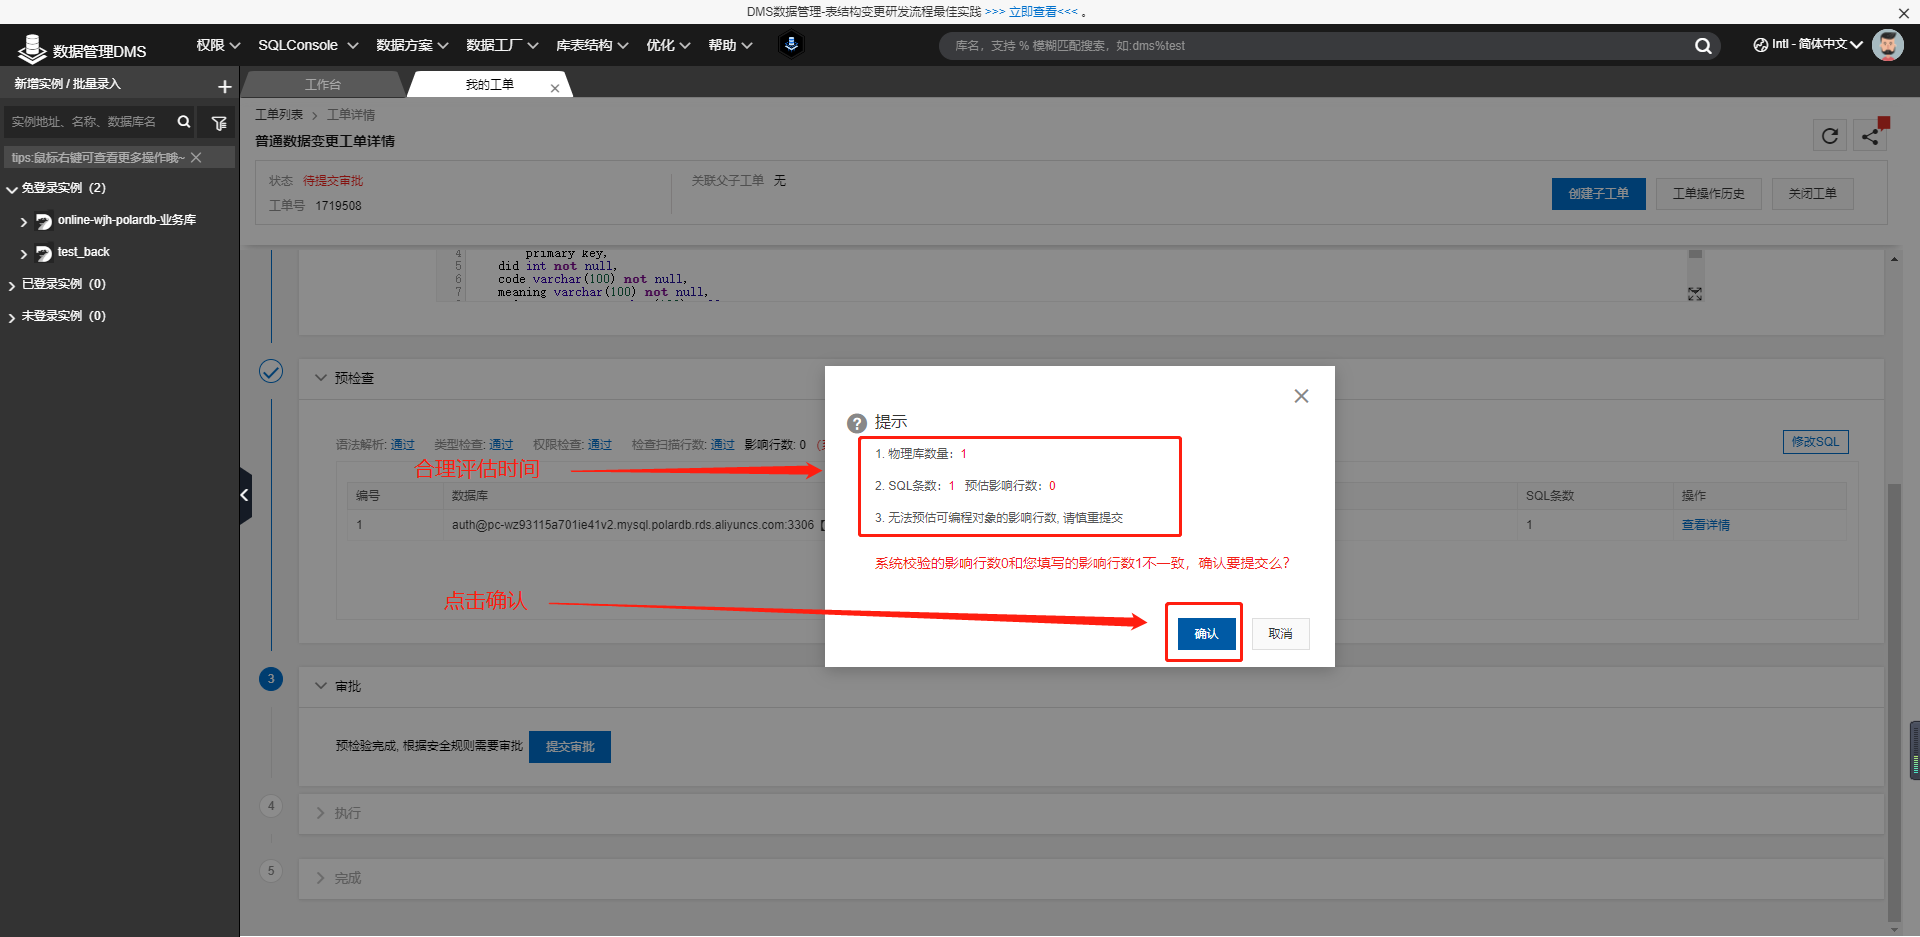 DMS数据管理-表结构变更研发流程最佳实践 >>> 立即查看<<< 。
数据管理DMS
权限
SQLConsole
数据方案
数据工厂
库表结构
优化
帮助
库名，支持 % 模糊匹配搜索，如:dms%test
Intl - 简体中文
新增实例 / 批量录入
实例地址、名称、数据库名
tips:鼠标右键可查看更多操作哦~
免登录实例（2）
online-wjh-polardb-业务库
test_back
已登录实例（0）
未登录实例（0）
工作台
我的工单
工单列表 > 工单详情
普通数据变更工单详情
状态 待提交审批
关联父子工单 无
工单号 1719508
创建子工单
工单操作历史
关闭工单
4 primary key,
5 did int not null,
6 code varchar(100) not null,
7 meaning varchar(100) not null,
预检查
语法解析: 通过 类型检查: 通过 权限检查: 通过 检查扫描行数: 通过 影响行数: 0
修改SQL
合理评估时间
编号 数据库 SQL条数 操作
1 auth@pc-wz93115a701ie41v2.mysql.polardb.rds.aliyuncs.com:3306 1 查看详情
提示
1. 物理库数量：1
2. SQL条数：1 预估影响行数：0
3. 无法预估可编程对象的影响行数, 请慎重提交
系统校验的影响行数0和您填写的影响行数1不一致，确认要提交么？
点击确认
确认
取消
3
审批
预检验完成, 根据安全规则需要审批
提交审批
4
执行
5
完成